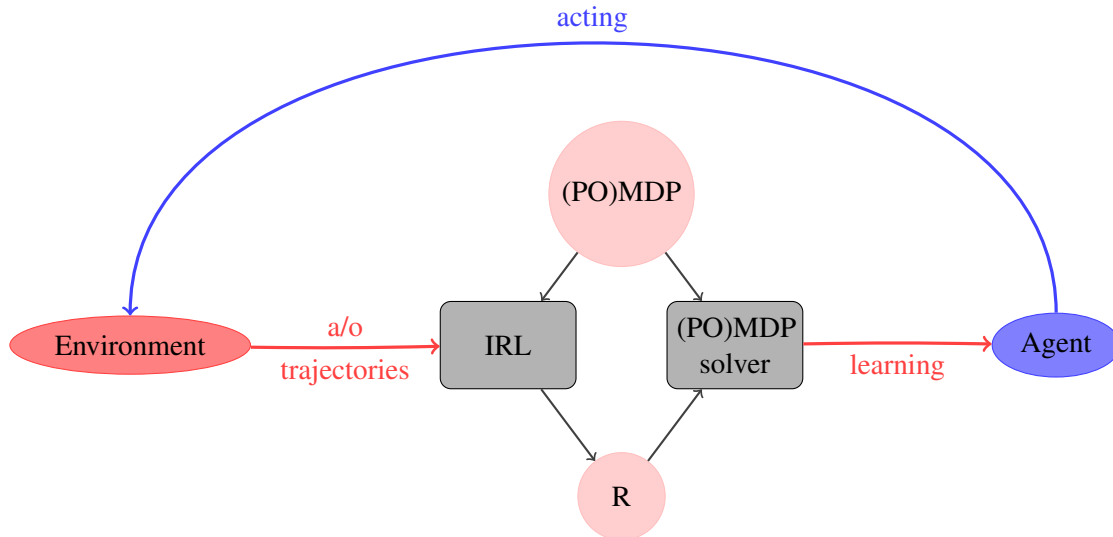 acting
(PO)MDP
Environment
a/o
trajectories
IRL
(PO)MDP
solver
learning
Agent
R